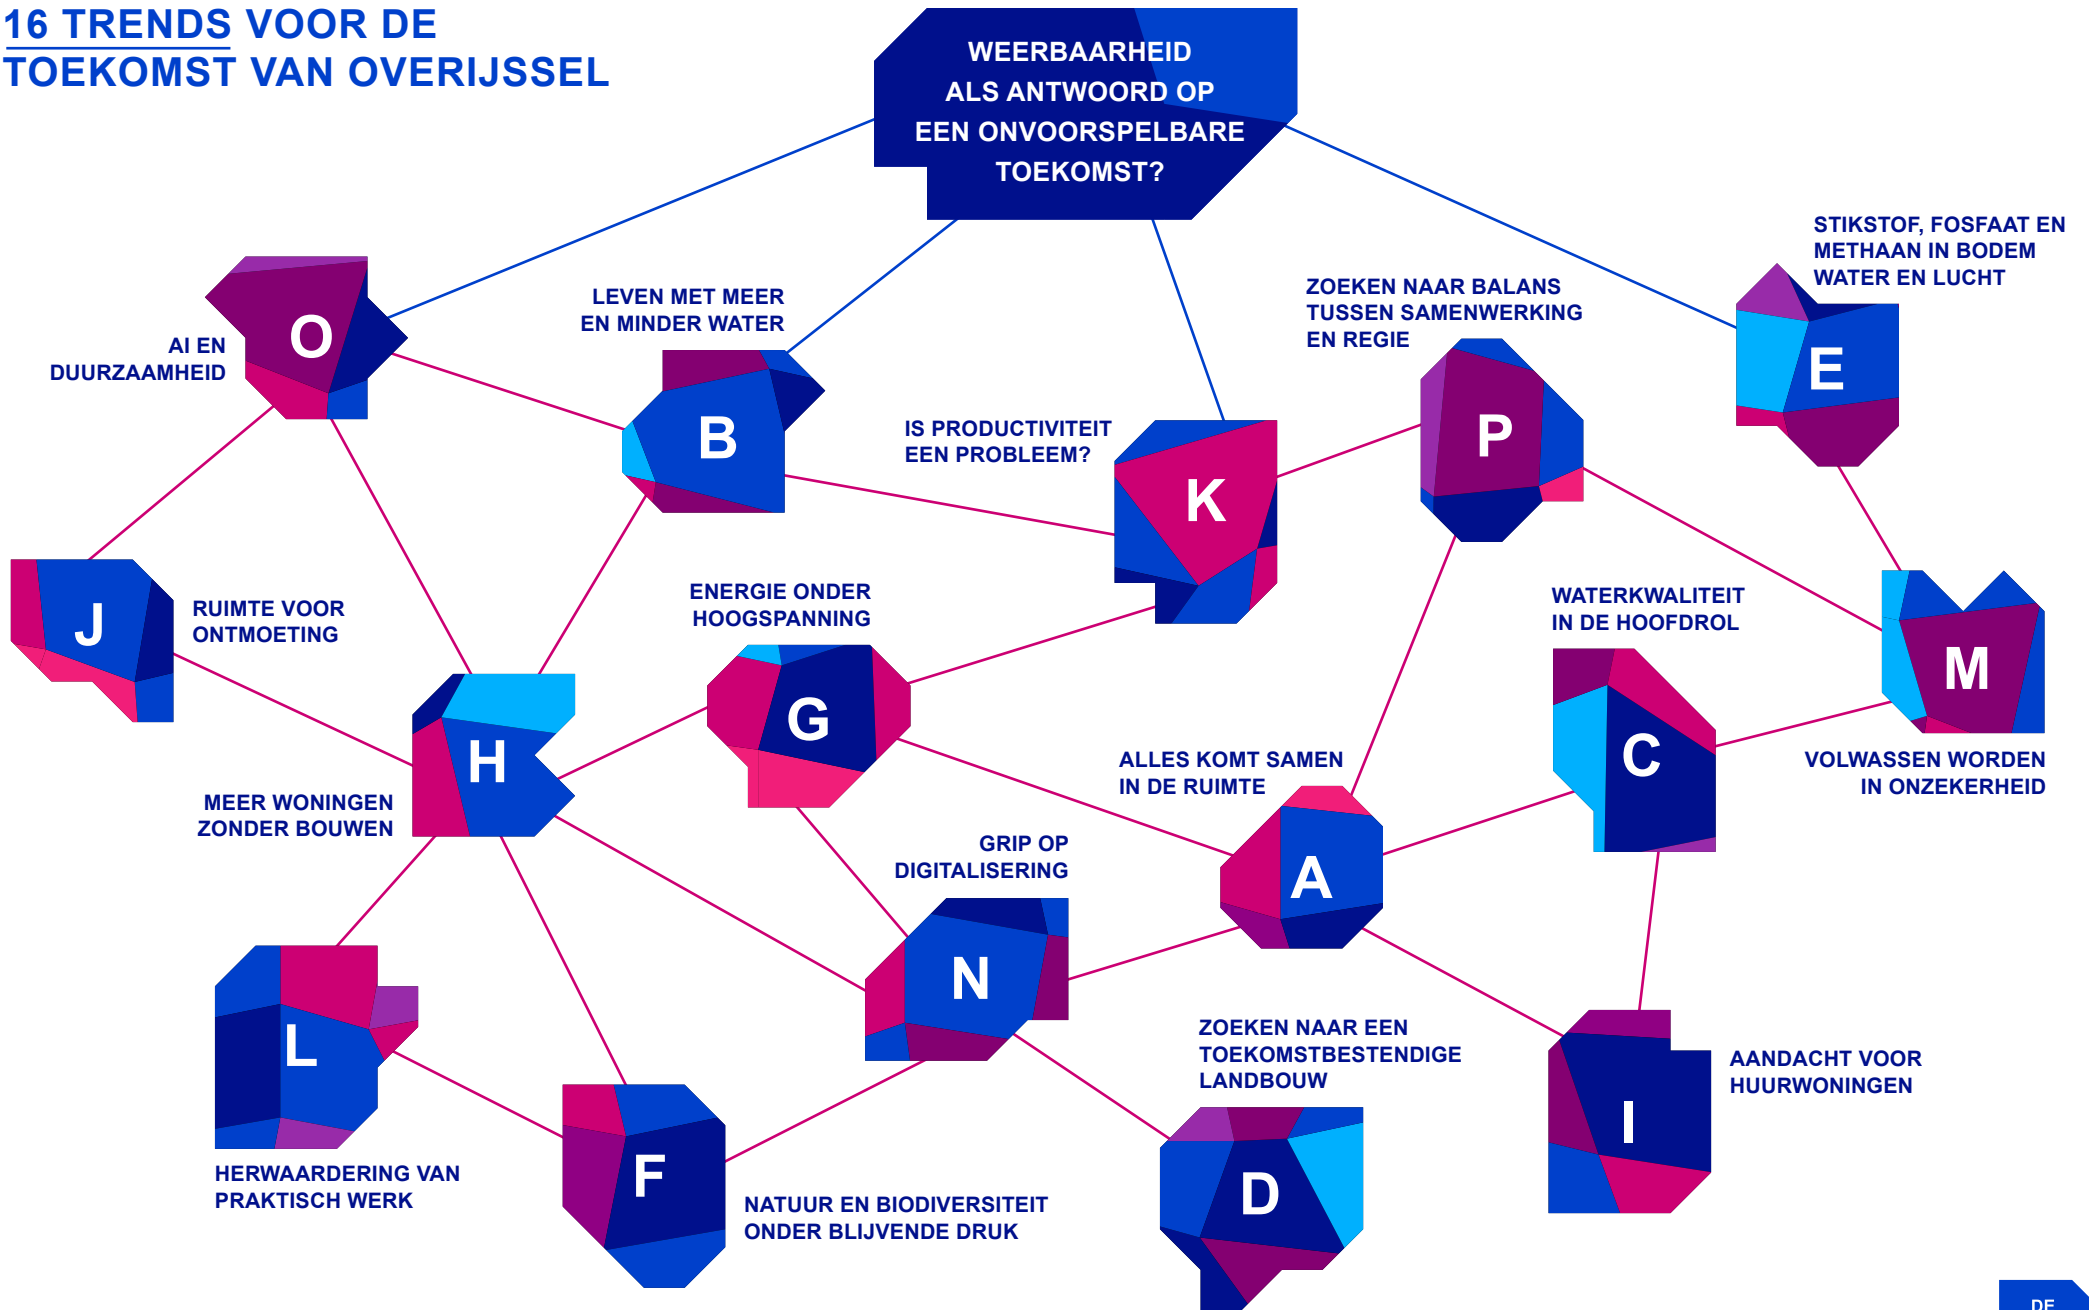 16 TRENDS VOOR DE
TOEKOMST VAN OVERIJSSEL
WEERBAARHEID
ALS ANTWOORD OP
EEN ONVOORSPELBARE
TOEKOMST?
STIKSTOF, FOSFAAT EN
METHAAN IN BODEM
WATER EN LUCHT
E
O
AI EN
DUURZAAMHEID
LEVEN MET MEER
EN MINDER WATER
B
ZOEKEN NAAR BALANS
TUSSEN SAMENWERKING
EN REGIE
P
IS PRODUCTIVITEIT
EEN PROBLEEM?
K
J
RUIMTE VOOR
ONTMOETING
ENERGIE ONDER
HOOGSPANNING
G
WATERKWALITEIT
IN DE HOOFDROL
C
M
VOLWASSEN WORDEN
IN ONZEKERHEID
H
MEER WONINGEN
ZONDER BOUWEN
ALLES KOMT SAMEN
IN DE RUIMTE
A
GRIP OP
DIGITALISERING
N
L
HERWAARDERING VAN
PRAKTISCH WERK
ZOEKEN NAAR EEN
TOEKOMSTBESTENDIGE
LANDBOUW
D
AANDACHT VOOR
HUURWONINGEN
I
F
NATUUR EN BIODIVERSITEIT
ONDER BLIJVENDE DRUK
DE